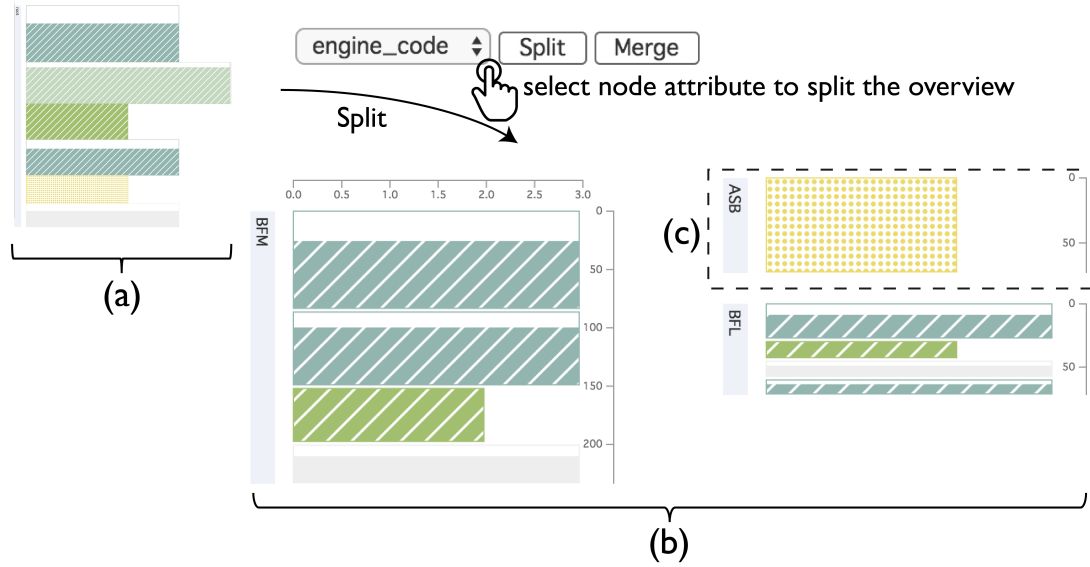 root
engine_code Split Merge
select node attribute to split the overview
Split
(a)
0.0 0.5 1.0 1.5 2.0 2.5 3.0
BFM
0
50
100
150
200
(c)
ASB
0
50
BFL
0
50
(b)